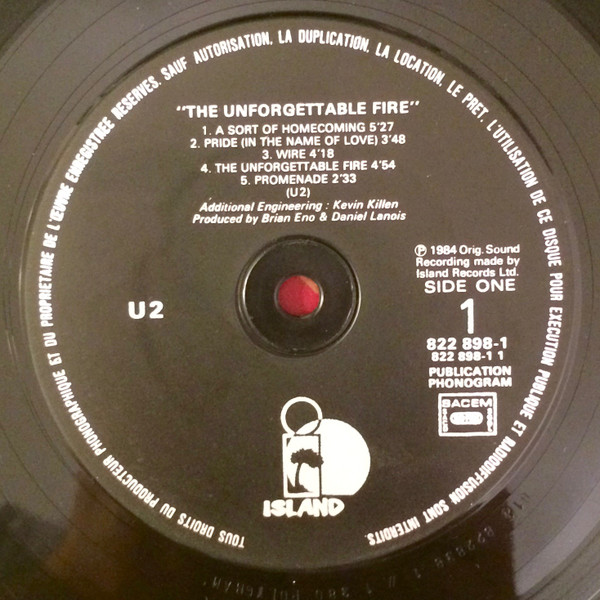 TOUS DROITS DU PRODUCTEUR PHONOGRAPHIQUE ET DU PROPRIETAIRE DE L'ŒUVRE ENREGISTREE RESERVES. SAUF AUTORISATION, LA DUPLICATION, LA LOCATION, LE PRET, L'UTILISATION DE CE DISQUE POUR EXECUTION PUBLIQUE ET RADIODIFFUSION SONT INTERDITS.
"THE UNFORGETTABLE FIRE"
1. A SORT OF HOMECOMING 5'27
2. PRIDE (IN THE NAME OF LOVE) 3'48
3. WIRE 4'18
4. THE UNFORGETTABLE FIRE 4'54
5. PROMENADE 2'33
(U2)
Additional Engineering : Kevin Killen
Produced by Brian Eno & Daniel Lanois
U2
℗ 1984 Orig. Sound
Recording made by
Island Records Ltd.
SIDE ONE
1
822 898-1
822 898-1 1
PUBLICATION
PHONOGRAM
SACEM
ISLAND